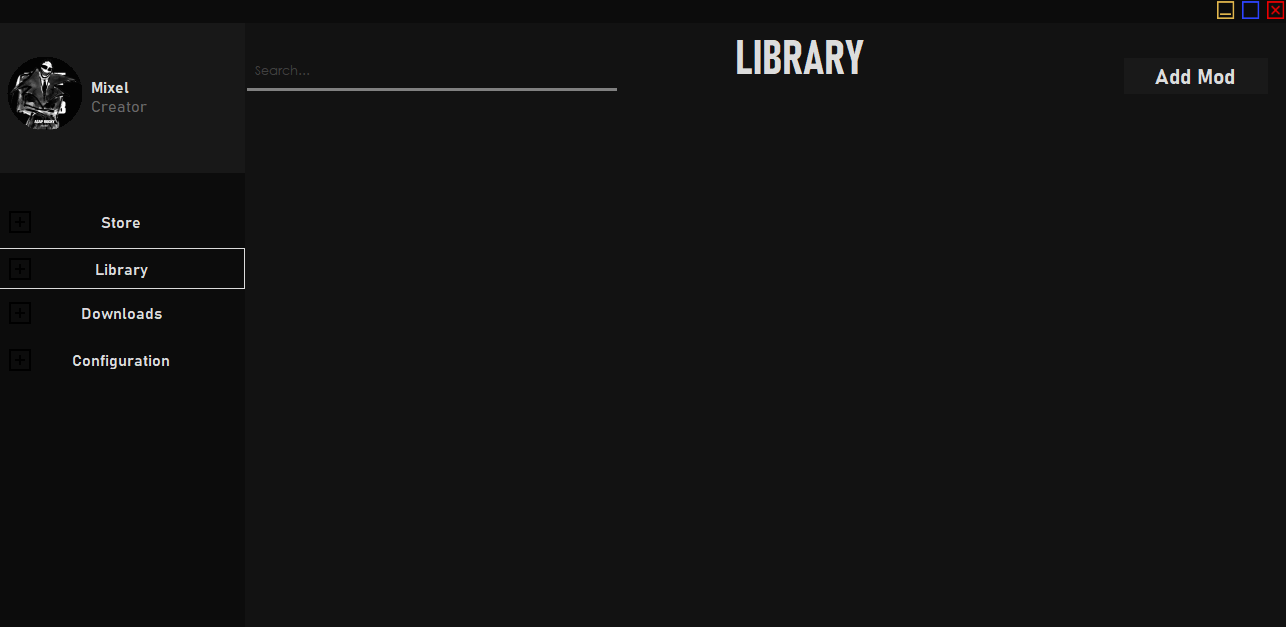 Mixel
Creator
Search...
LIBRARY
Add Mod
Store
Library
Downloads
Configuration